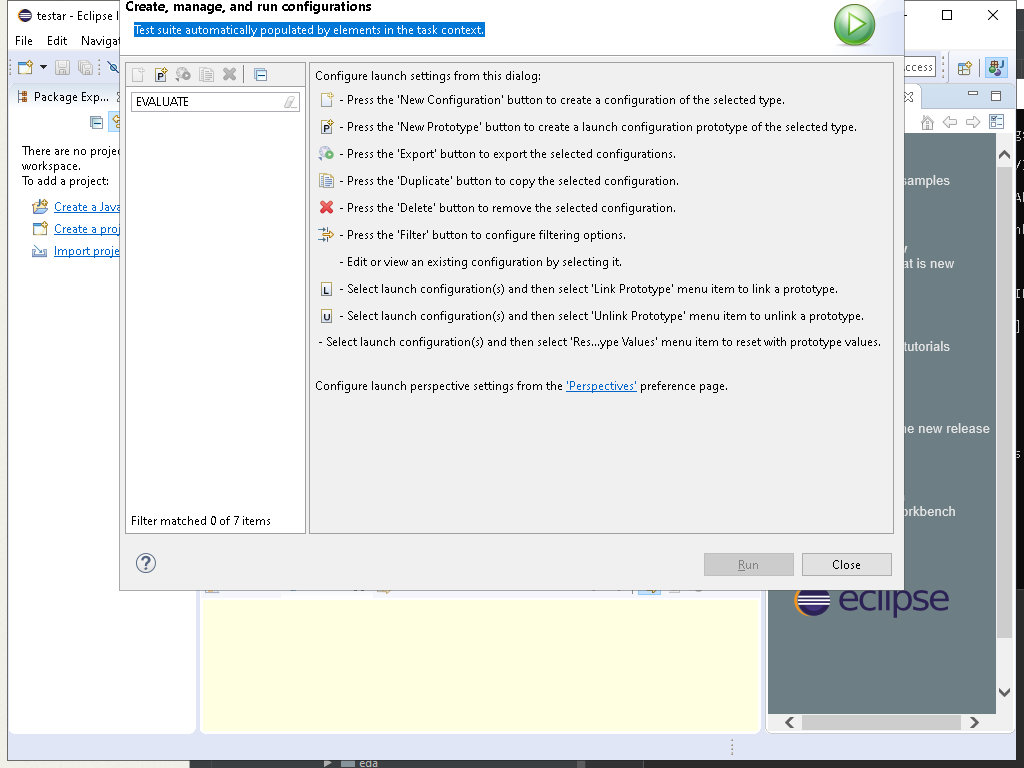 testar - Eclipse I
Create, manage, and run configurations
Test suite automatically populated by elements in the task context.
File Edit Navigat
Package Exp...
There are no projec
workspace.
To add a project:
Create a Java
Create a proj
Import proje
EVALUATE
Filter matched 0 of 7 items
Configure launch settings from this dialog:
- Press the 'New Configuration' button to create a configuration of the selected type.
P - Press the 'New Prototype' button to create a launch configuration prototype of the selected type.
- Press the 'Export' button to export the selected configurations.
- Press the 'Duplicate' button to copy the selected configuration.
- Press the 'Delete' button to remove the selected configuration.
- Press the 'Filter' button to configure filtering options.
- Edit or view an existing configuration by selecting it.
L - Select launch configuration(s) and then select 'Link Prototype' menu item to link a prototype.
U - Select launch configuration(s) and then select 'Unlink Prototype' menu item to unlink a prototype.
- Select launch configuration(s) and then select 'Res...ype Values' menu item to reset with prototype values.
Configure launch perspective settings from the 'Perspectives' preference page.
Run Close
ccess
samples
at is new
tutorials
ne new release
orkbench
eclipse
eda